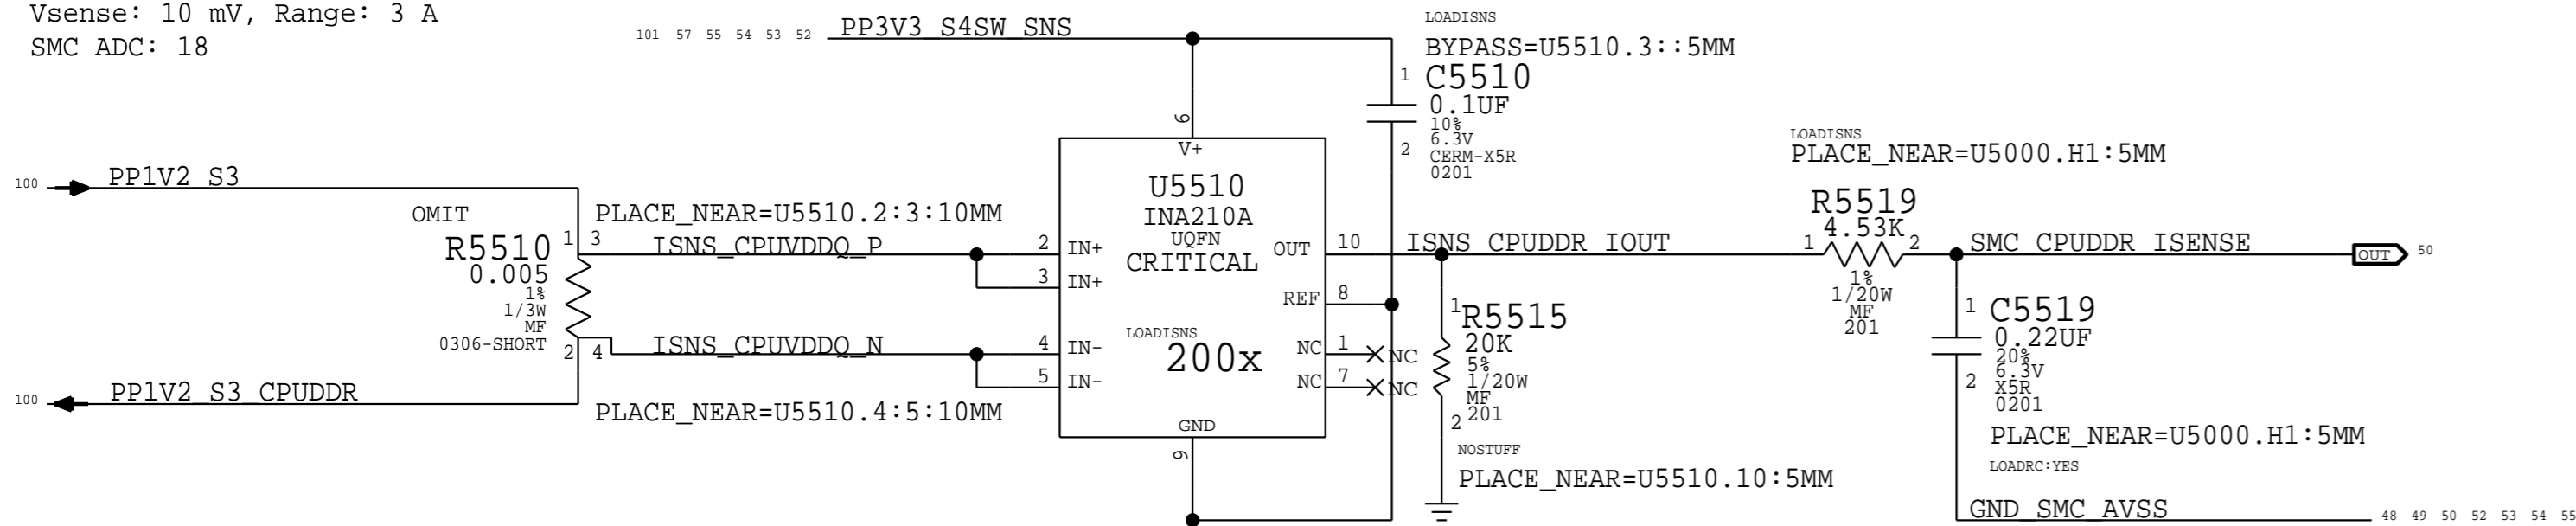 Vsense: 10 mV, Range: 3 A
SMC ADC: 18
101 57 55 54 53 52 PP3V3_S4SW_SNS
LOADISNS
BYPASS=U5510.3::5MM
1
C5510
0.1UF
10%
6.3V
2
CERM-X5R
0201
6
V+
100 PP1V2_S3
OMIT
R5510
0.005
1%
1/3W
MF
0306-SHORT
1 3
2 4
PLACE_NEAR=U5510.2:3:10MM
ISNS_CPUVDDQ_P
ISNS_CPUVDDQ_N
PLACE_NEAR=U5510.4:5:10MM
100 PP1V2_S3_CPUDDR
U5510
INA210A
UQFN
CRITICAL
LOADISNS
200x
2 IN+
3 IN+
4 IN-
5 IN-
OUT 10
REF 8
NC 1 NC
NC 7 NC
GND
9
ISNS_CPUDDR_IOUT
1
R5515
20K
5%
1/20W
MF
201
2
NOSTUFF
PLACE_NEAR=U5510.10:5MM
LOADISNS
PLACE_NEAR=U5000.H1:5MM
R5519
4.53K
1 2
1%
1/20W
MF
201
SMC_CPUDDR_ISENSE
OUT 50
1
C5519
0.22UF
20%
6.3V
2
X5R
0201
PLACE_NEAR=U5000.H1:5MM
LOADRC:YES
GND_SMC_AVSS
48 49 50 52 53 54 55